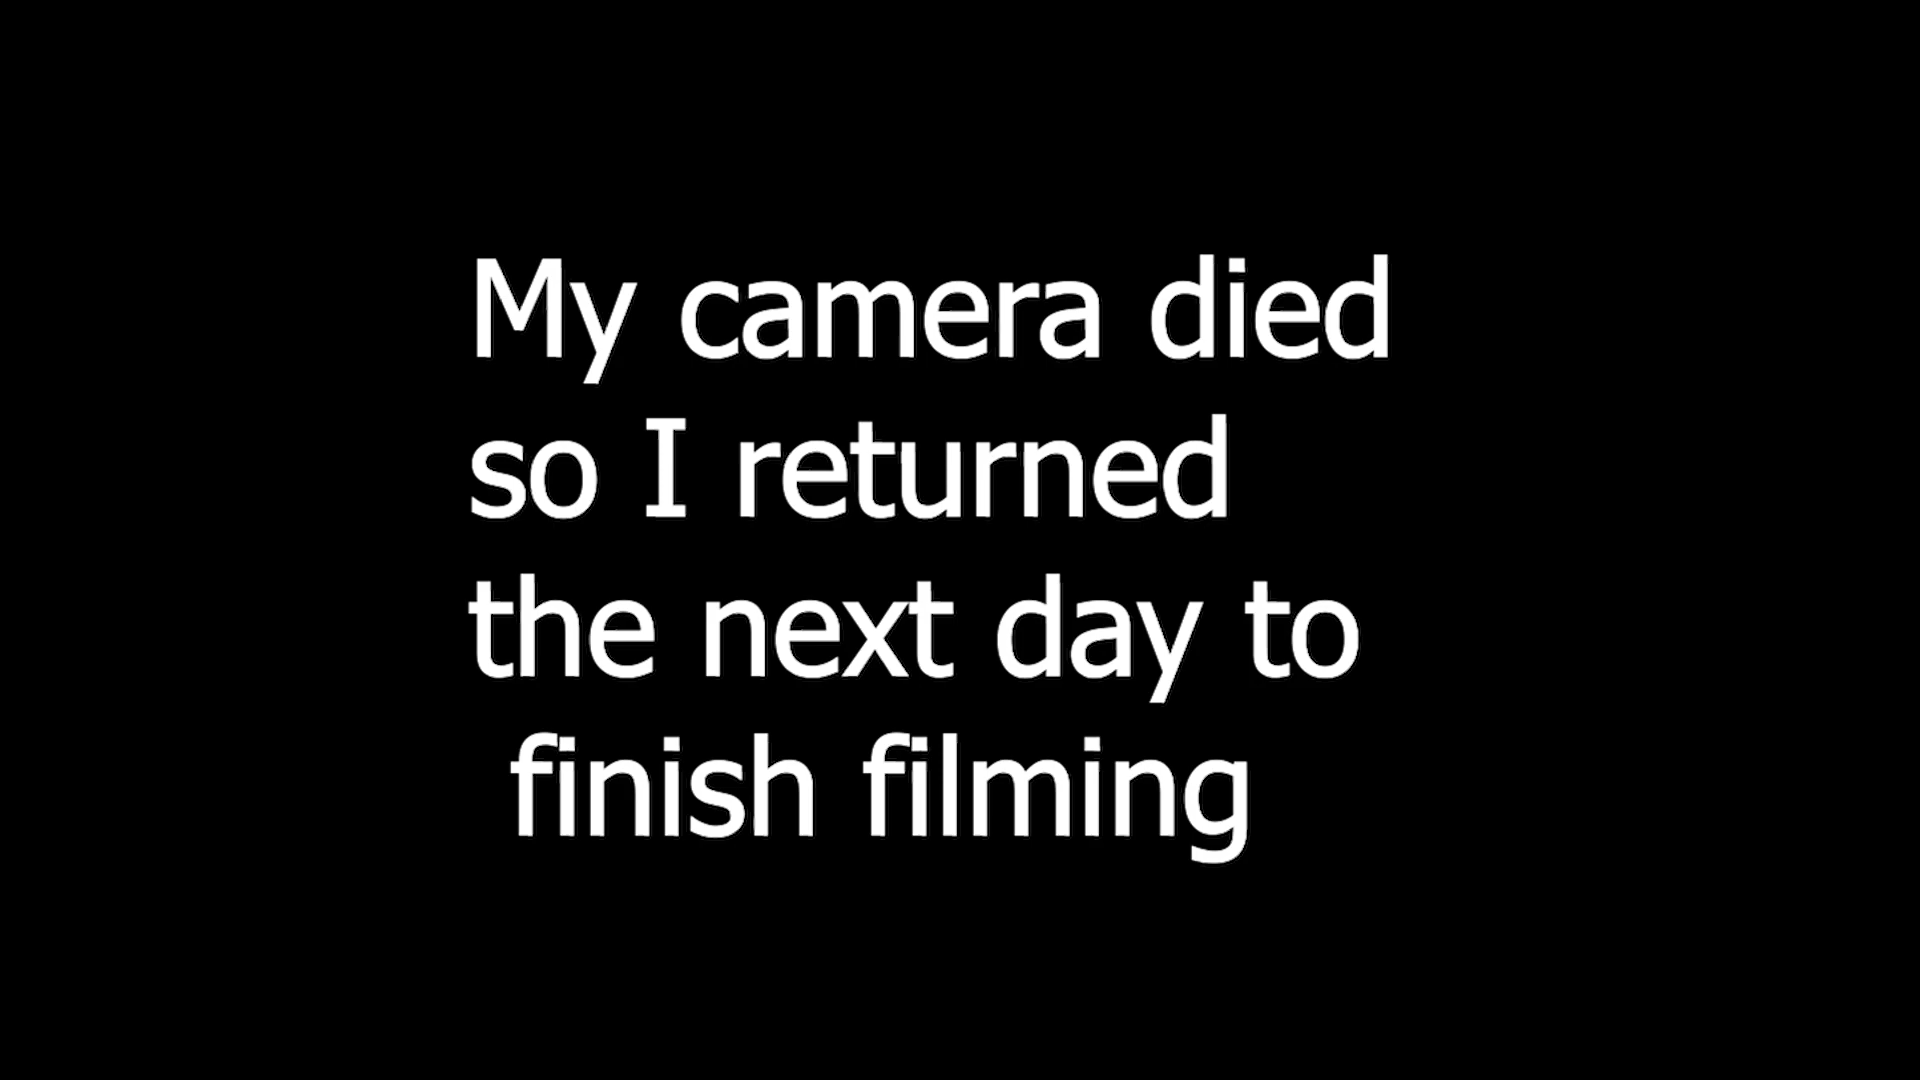 My camera died
so I returned
the next day to
finish filming